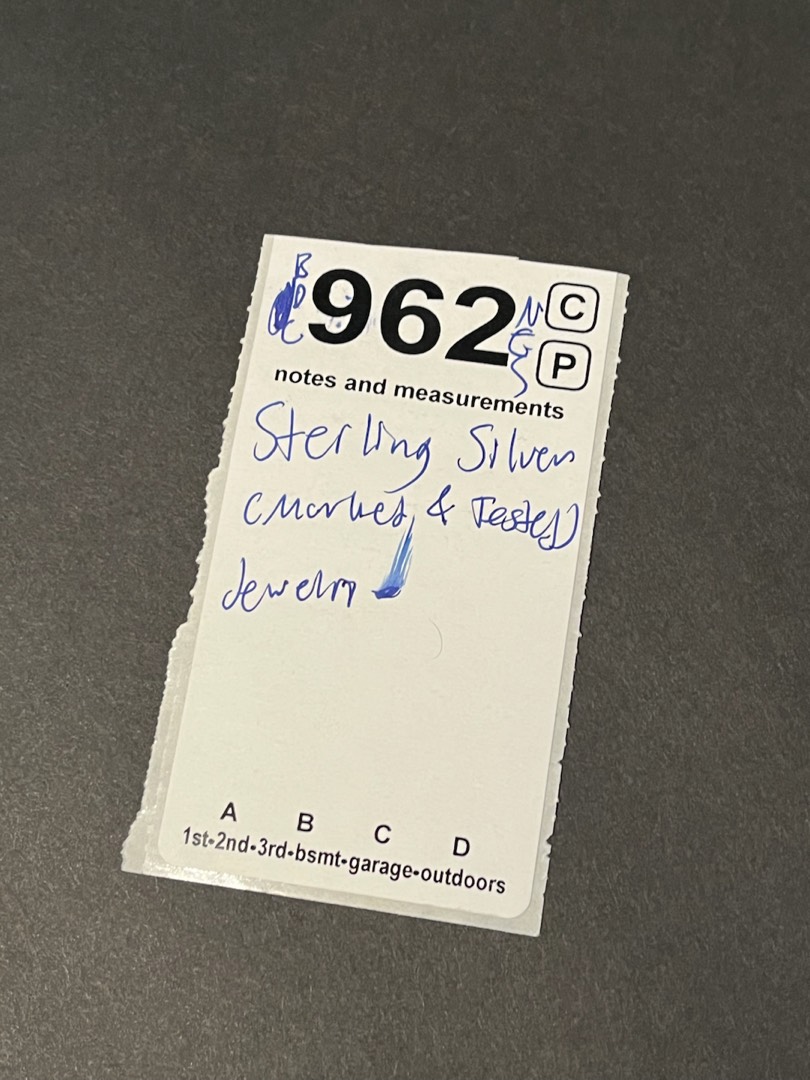 B
D
C
962
N
G
S
C
P
notes and measurements
Sterling Silver
(Marked & Tested)
Jewelry
A B C D
1st•2nd•3rd•bsmt•garage•outdoors